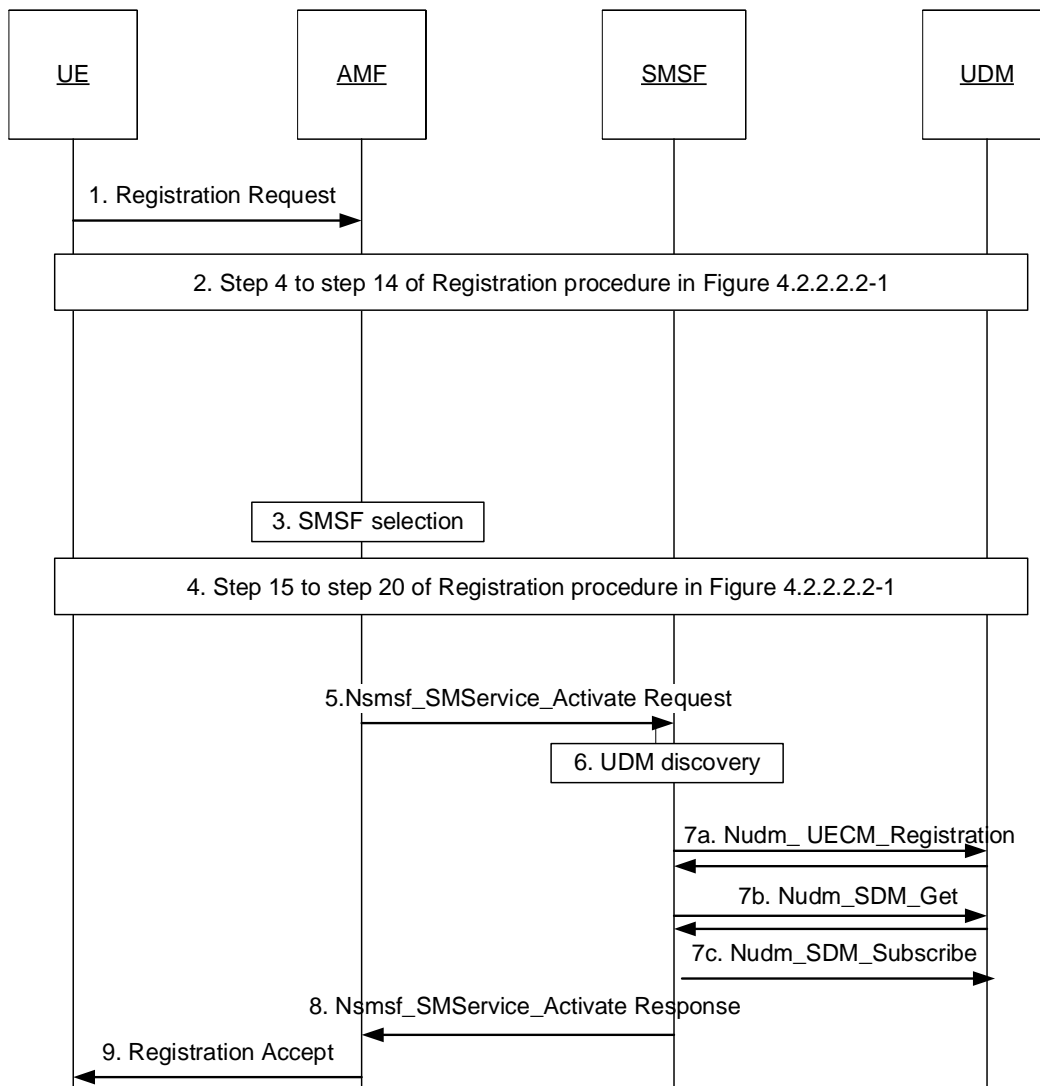 UE
AMF
SMSF
UDM
1. Registration Request
2. Step 4 to step 14 of Registration procedure in Figure 4.2.2.2.2-1
3. SMSF selection
4. Step 15 to step 20 of Registration procedure in Figure 4.2.2.2.2-1
5.Nsmsf_SMService_Activate Request
6. UDM discovery
7a. Nudm_ UECM_Registration
7b. Nudm_SDM_Get
7c. Nudm_SDM_Subscribe
8. Nsmsf_SMService_Activate Response
9. Registration Accept